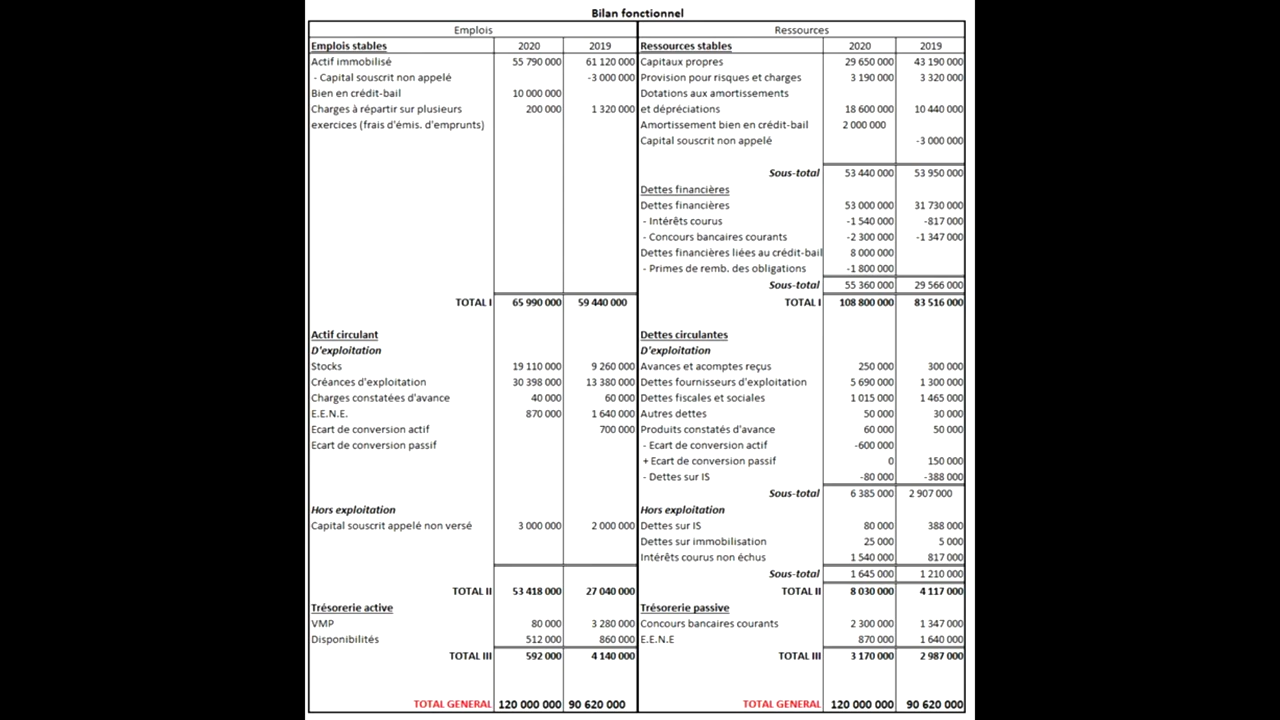 Bilan fonctionnel
Emplois Ressources
Emplois stables 2020 2019 Ressources stables 2020 2019
Actif immobilisé 55 790 000 61 120 000 Capitaux propres 29 650 000 43 190 000
- Capital souscrit non appelé -3 000 000 Provision pour risques et charges 3 190 000 3 320 000
Bien en crédit-bail 10 000 000 Dotations aux amortissements
Charges à répartir sur plusieurs 200 000 1 320 000 et dépréciations 18 600 000 10 440 000
exercices (frais d'émis. d'emprunts) Amortissement bien en crédit-bail 2 000 000
Capital souscrit non appelé -3 000 000
Sous-total 53 440 000 53 950 000
Dettes financières
Dettes financières 53 000 000 31 730 000
- Intérêts courus -1 540 000 -817 000
- Concours bancaires courants -2 300 000 -1 347 000
Dettes financières liées au crédit-bail 8 000 000
- Primes de remb. des obligations -1 800 000
Sous-total 55 360 000 29 566 000
TOTAL I 65 990 000 59 440 000 TOTAL I 108 800 000 83 516 000
Actif circulant Dettes circulantes
D'exploitation D'exploitation
Stocks 19 110 000 9 260 000 Avances et acomptes reçus 250 000 300 000
Créances d'exploitation 30 398 000 13 380 000 Dettes fournisseurs d'exploitation 5 690 000 1 300 000
Charges constatées d'avance 40 000 60 000 Dettes fiscales et sociales 1 015 000 1 465 000
E.E.N.E. 870 000 1 640 000 Autres dettes 50 000 30 000
Ecart de conversion actif 700 000 Produits constatés d'avance 60 000 50 000
Ecart de conversion passif - Ecart de conversion actif -600 000
+ Ecart de conversion passif 0 150 000
- Dettes sur IS -80 000 -388 000
Sous-total 6 385 000 2 907 000
Hors exploitation Hors exploitation
Capital souscrit appelé non versé 3 000 000 2 000 000 Dettes sur IS 80 000 388 000
Dettes sur immobilisation 25 000 5 000
Intérêts courus non échus 1 540 000 817 000
Sous-total 1 645 000 1 210 000
TOTAL II 53 418 000 27 040 000 TOTAL II 8 030 000 4 117 000
Trésorerie active Trésorerie passive
VMP 80 000 3 280 000 Concours bancaires courants 2 300 000 1 347 000
Disponibilités 512 000 860 000 E.E.N.E 870 000 1 640 000
TOTAL III 592 000 4 140 000 TOTAL III 3 170 000 2 987 000
TOTAL GENERAL 120 000 000 90 620 000 TOTAL GENERAL 120 000 000 90 620 000